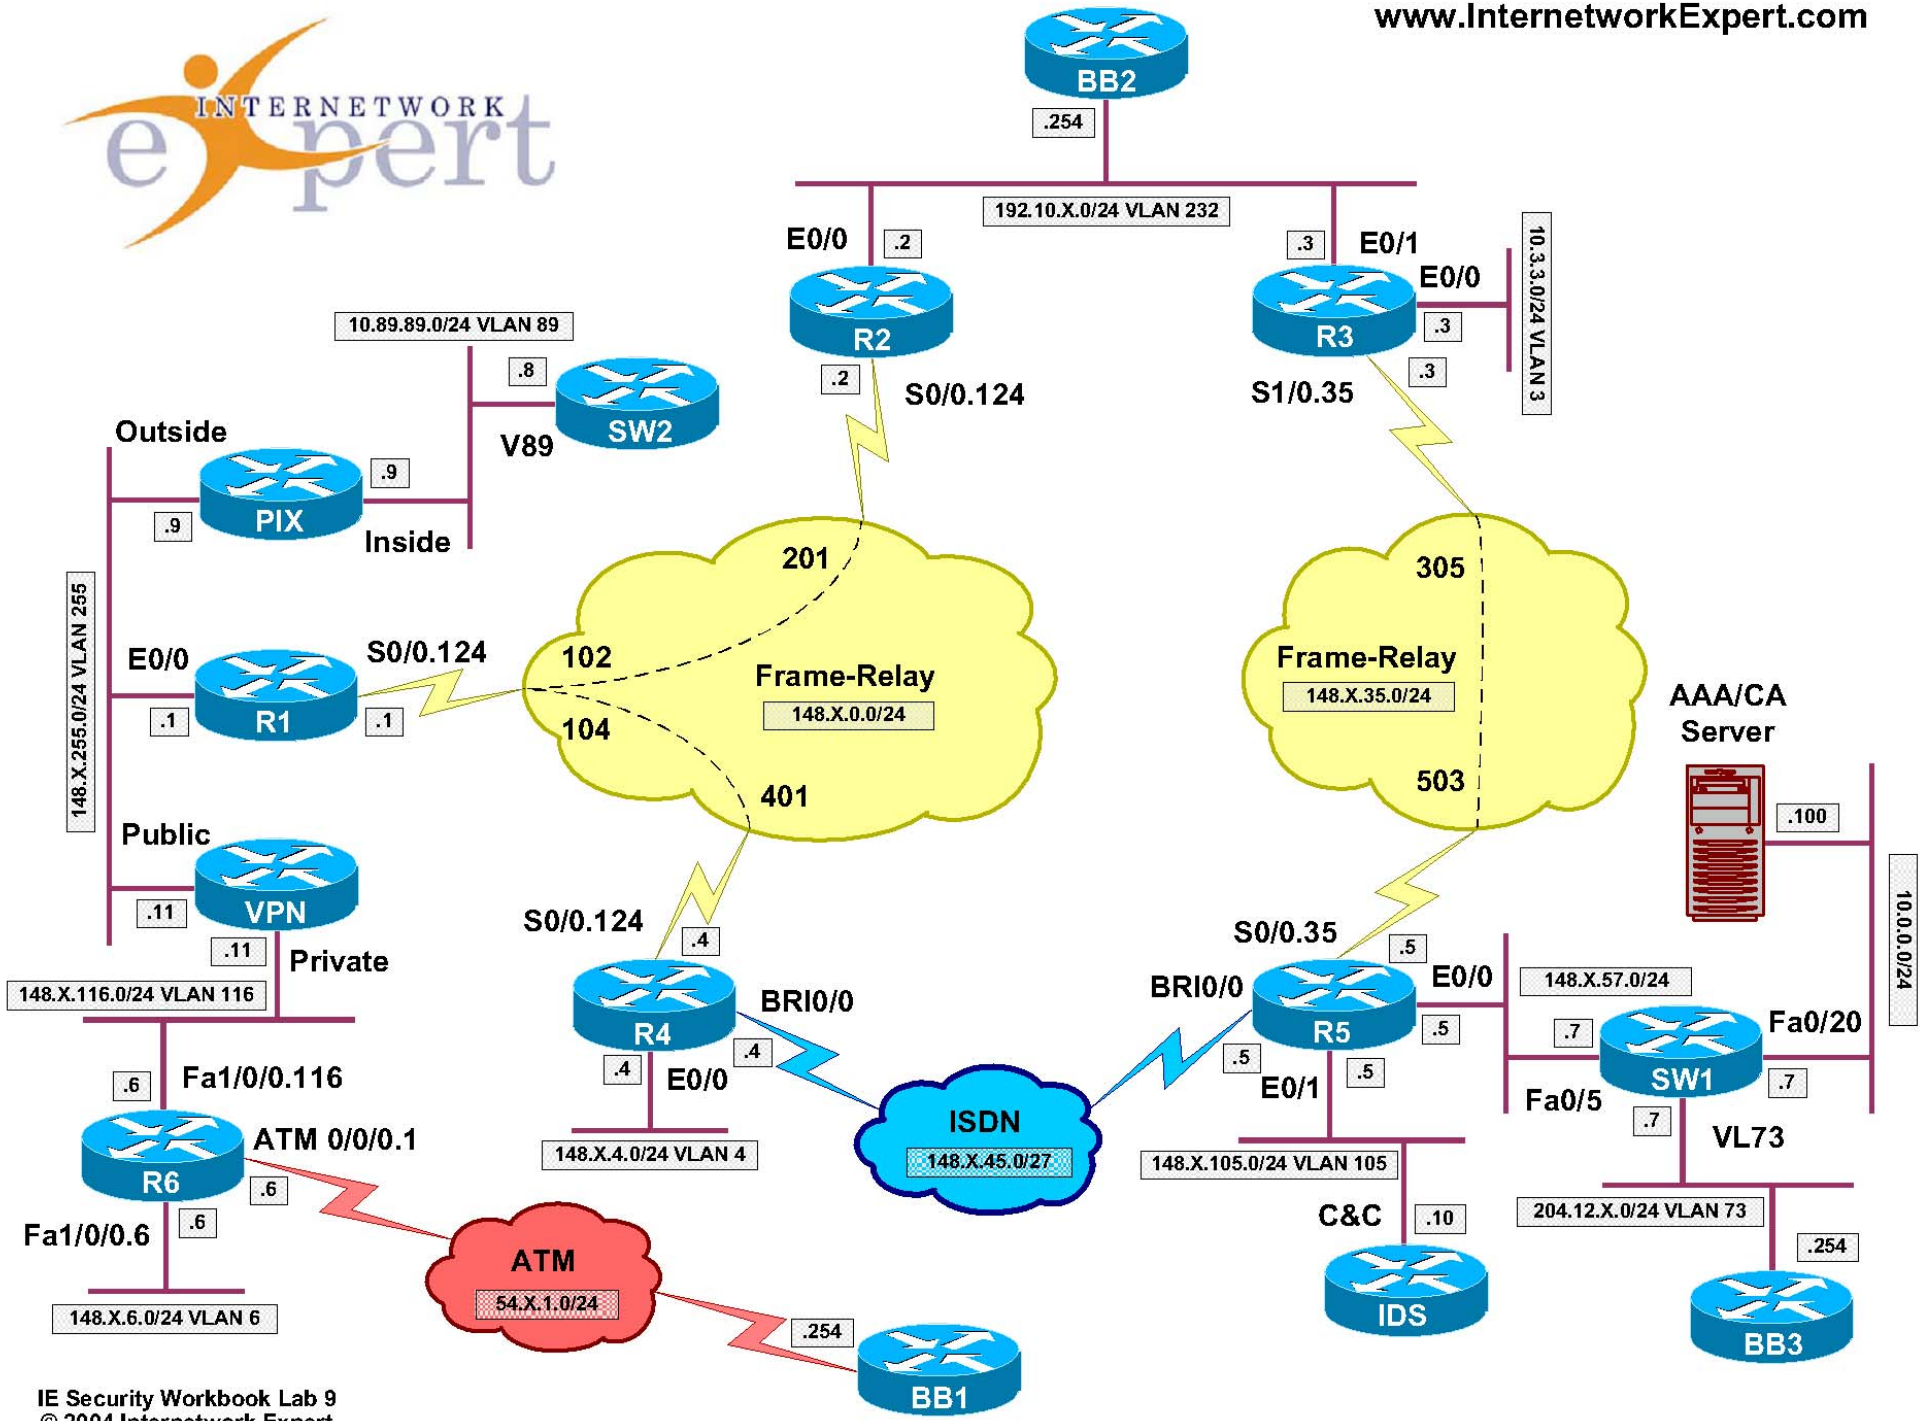 www.InternetworkExpert.com
INTERNETWORK
expert
BB2
.254
192.10.X.0/24 VLAN 232
E0/0
.2
.3
E0/1
E0/0
10.3.3.0/24 VLAN 3
R2
R3
.3
.2
S0/0.124
S1/0.35
.3
10.89.89.0/24 VLAN 89
.8
SW2
V89
Outside
.9
PIX
.9
Inside
201
305
148.X.255.0/24 VLAN 255
E0/0
S0/0.124
102
Frame-Relay
148.X.0.0/24
Frame-Relay
148.X.35.0/24
.1
R1
.1
104
401
503
AAA/CA
Server
.100
10.0.0.0/24
Public
VPN
.11
.11
Private
148.X.116.0/24 VLAN 116
S0/0.124
.4
R4
BRI0/0
.4
.4
E0/0
148.X.4.0/24 VLAN 4
S0/0.35
.5
BRI0/0
E0/0
148.X.57.0/24
R5
.5
.7
Fa0/20
SW1
.5
E0/1
.5
Fa0/5
.7
.7
VL73
.6
Fa1/0/0.116
ATM 0/0/0.1
R6
.6
Fa1/0/0.6
.6
148.X.6.0/24 VLAN 6
ISDN
148.X.45.0/27
148.X.105.0/24 VLAN 105
C&C
.10
IDS
204.12.X.0/24 VLAN 73
.254
BB3
ATM
54.X.1.0/24
.254
BB1
IE Security Workbook Lab 9
© 2004 Internetwork Expert